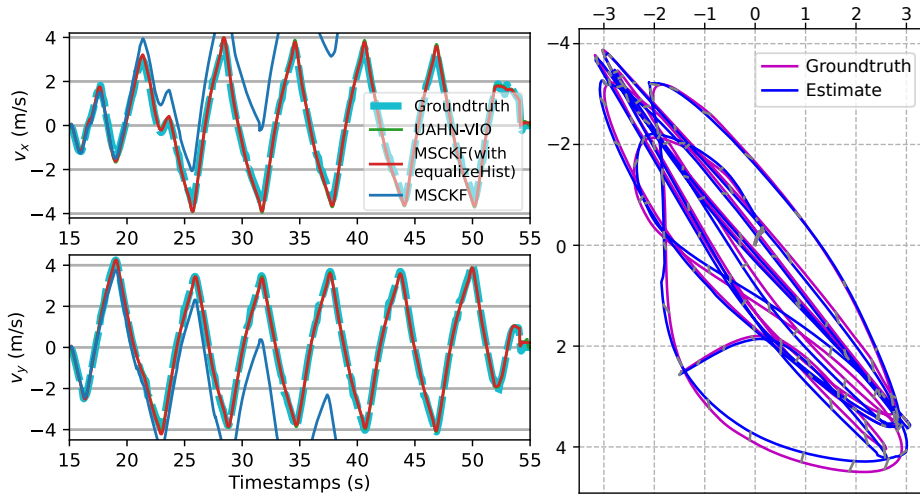 4
2
0
−2
−4
v_x (m/s)
15 20 25 30 35 40 45 50 55
Groundtruth
UAHN-VIO
MSCKF(with
equalizeHist)
MSCKF
4
2
0
−2
−4
v_y (m/s)
15 20 25 30 35 40 45 50 55
Timestamps (s)
−3 −2 −1 0 1 2 3
−4
−2
0
2
4
Groundtruth
Estimate